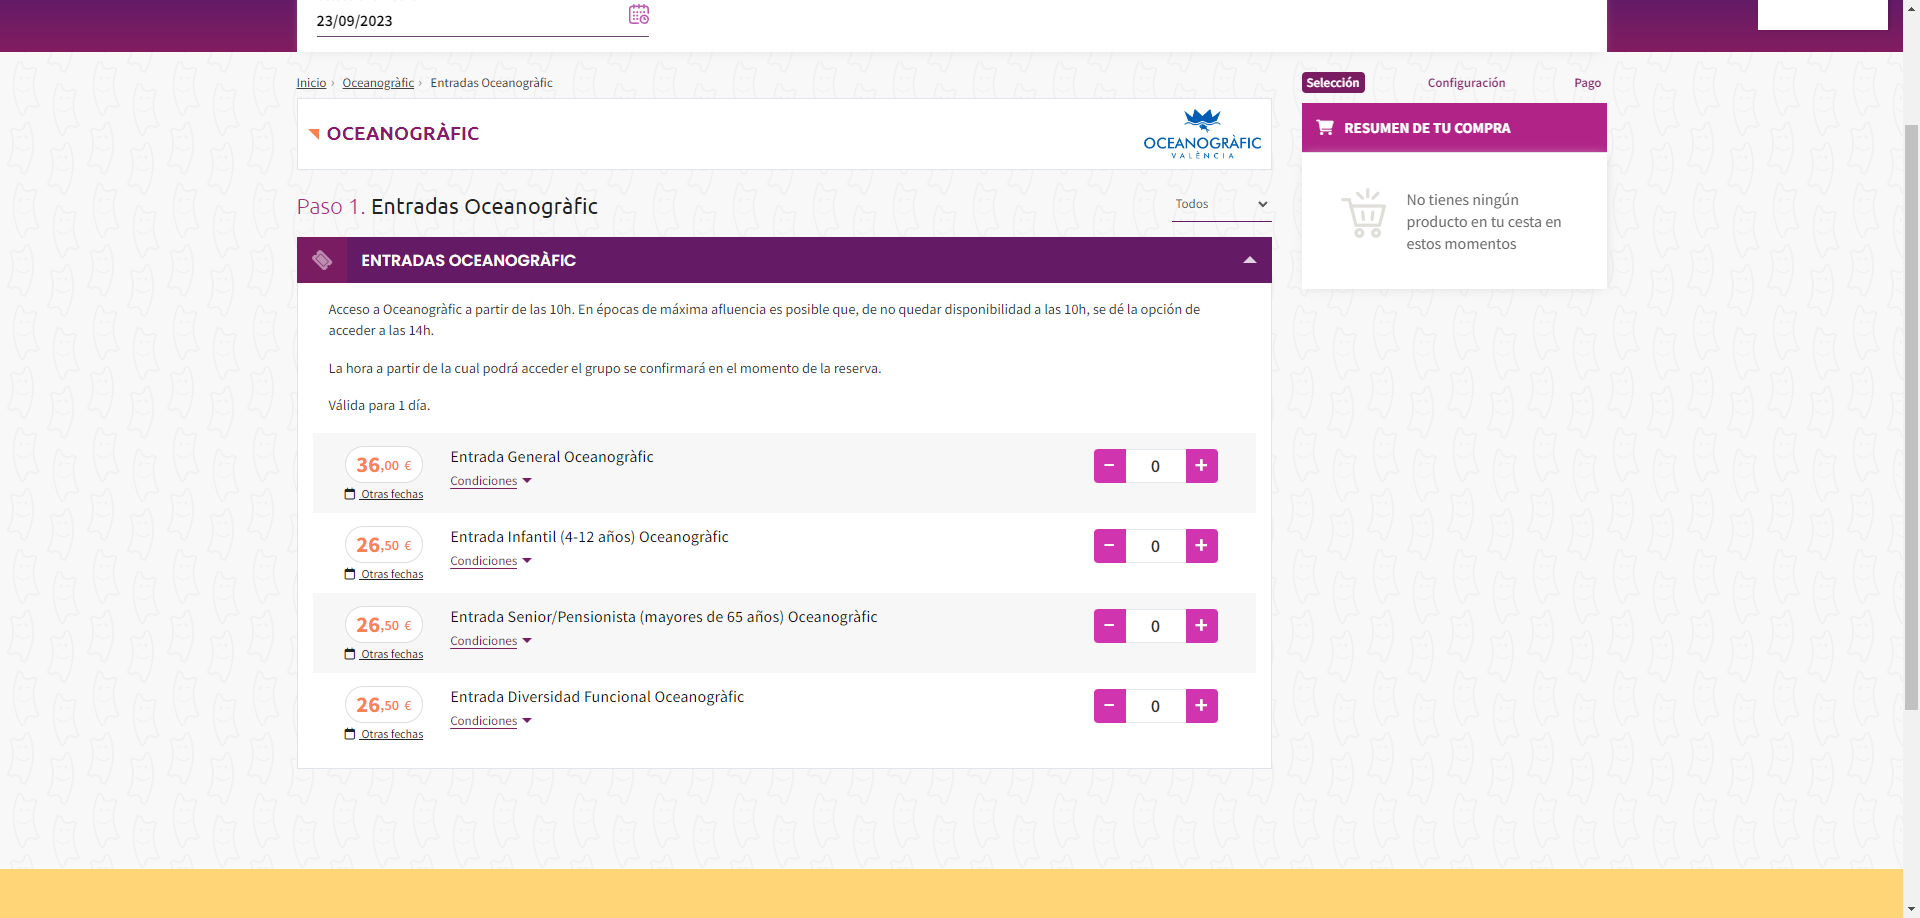 23/09/2023
Inicio › Oceanogràfic › Entradas Oceanogràfic
Selección Configuración Pago
OCEANOGRÀFIC
OCEANOGRÀFIC
VALÈNCIA
RESUMEN DE TU COMPRA
No tienes ningún
producto en tu cesta en
estos momentos
Paso 1. Entradas Oceanogràfic
Todos
ENTRADAS OCEANOGRÀFIC
Acceso a Oceanogràfic a partir de las 10h. En épocas de máxima afluencia es posible que, de no quedar disponibilidad a las 10h, se dé la opción de
acceder a las 14h.
La hora a partir de la cual podrá acceder el grupo se confirmará en el momento de la reserva.
Válida para 1 día.
36,00 €
Otras fechas
Entrada General Oceanogràfic
Condiciones
− 0 +
26,50 €
Otras fechas
Entrada Infantil (4-12 años) Oceanogràfic
Condiciones
− 0 +
26,50 €
Otras fechas
Entrada Senior/Pensionista (mayores de 65 años) Oceanogràfic
Condiciones
− 0 +
26,50 €
Otras fechas
Entrada Diversidad Funcional Oceanogràfic
Condiciones
− 0 +